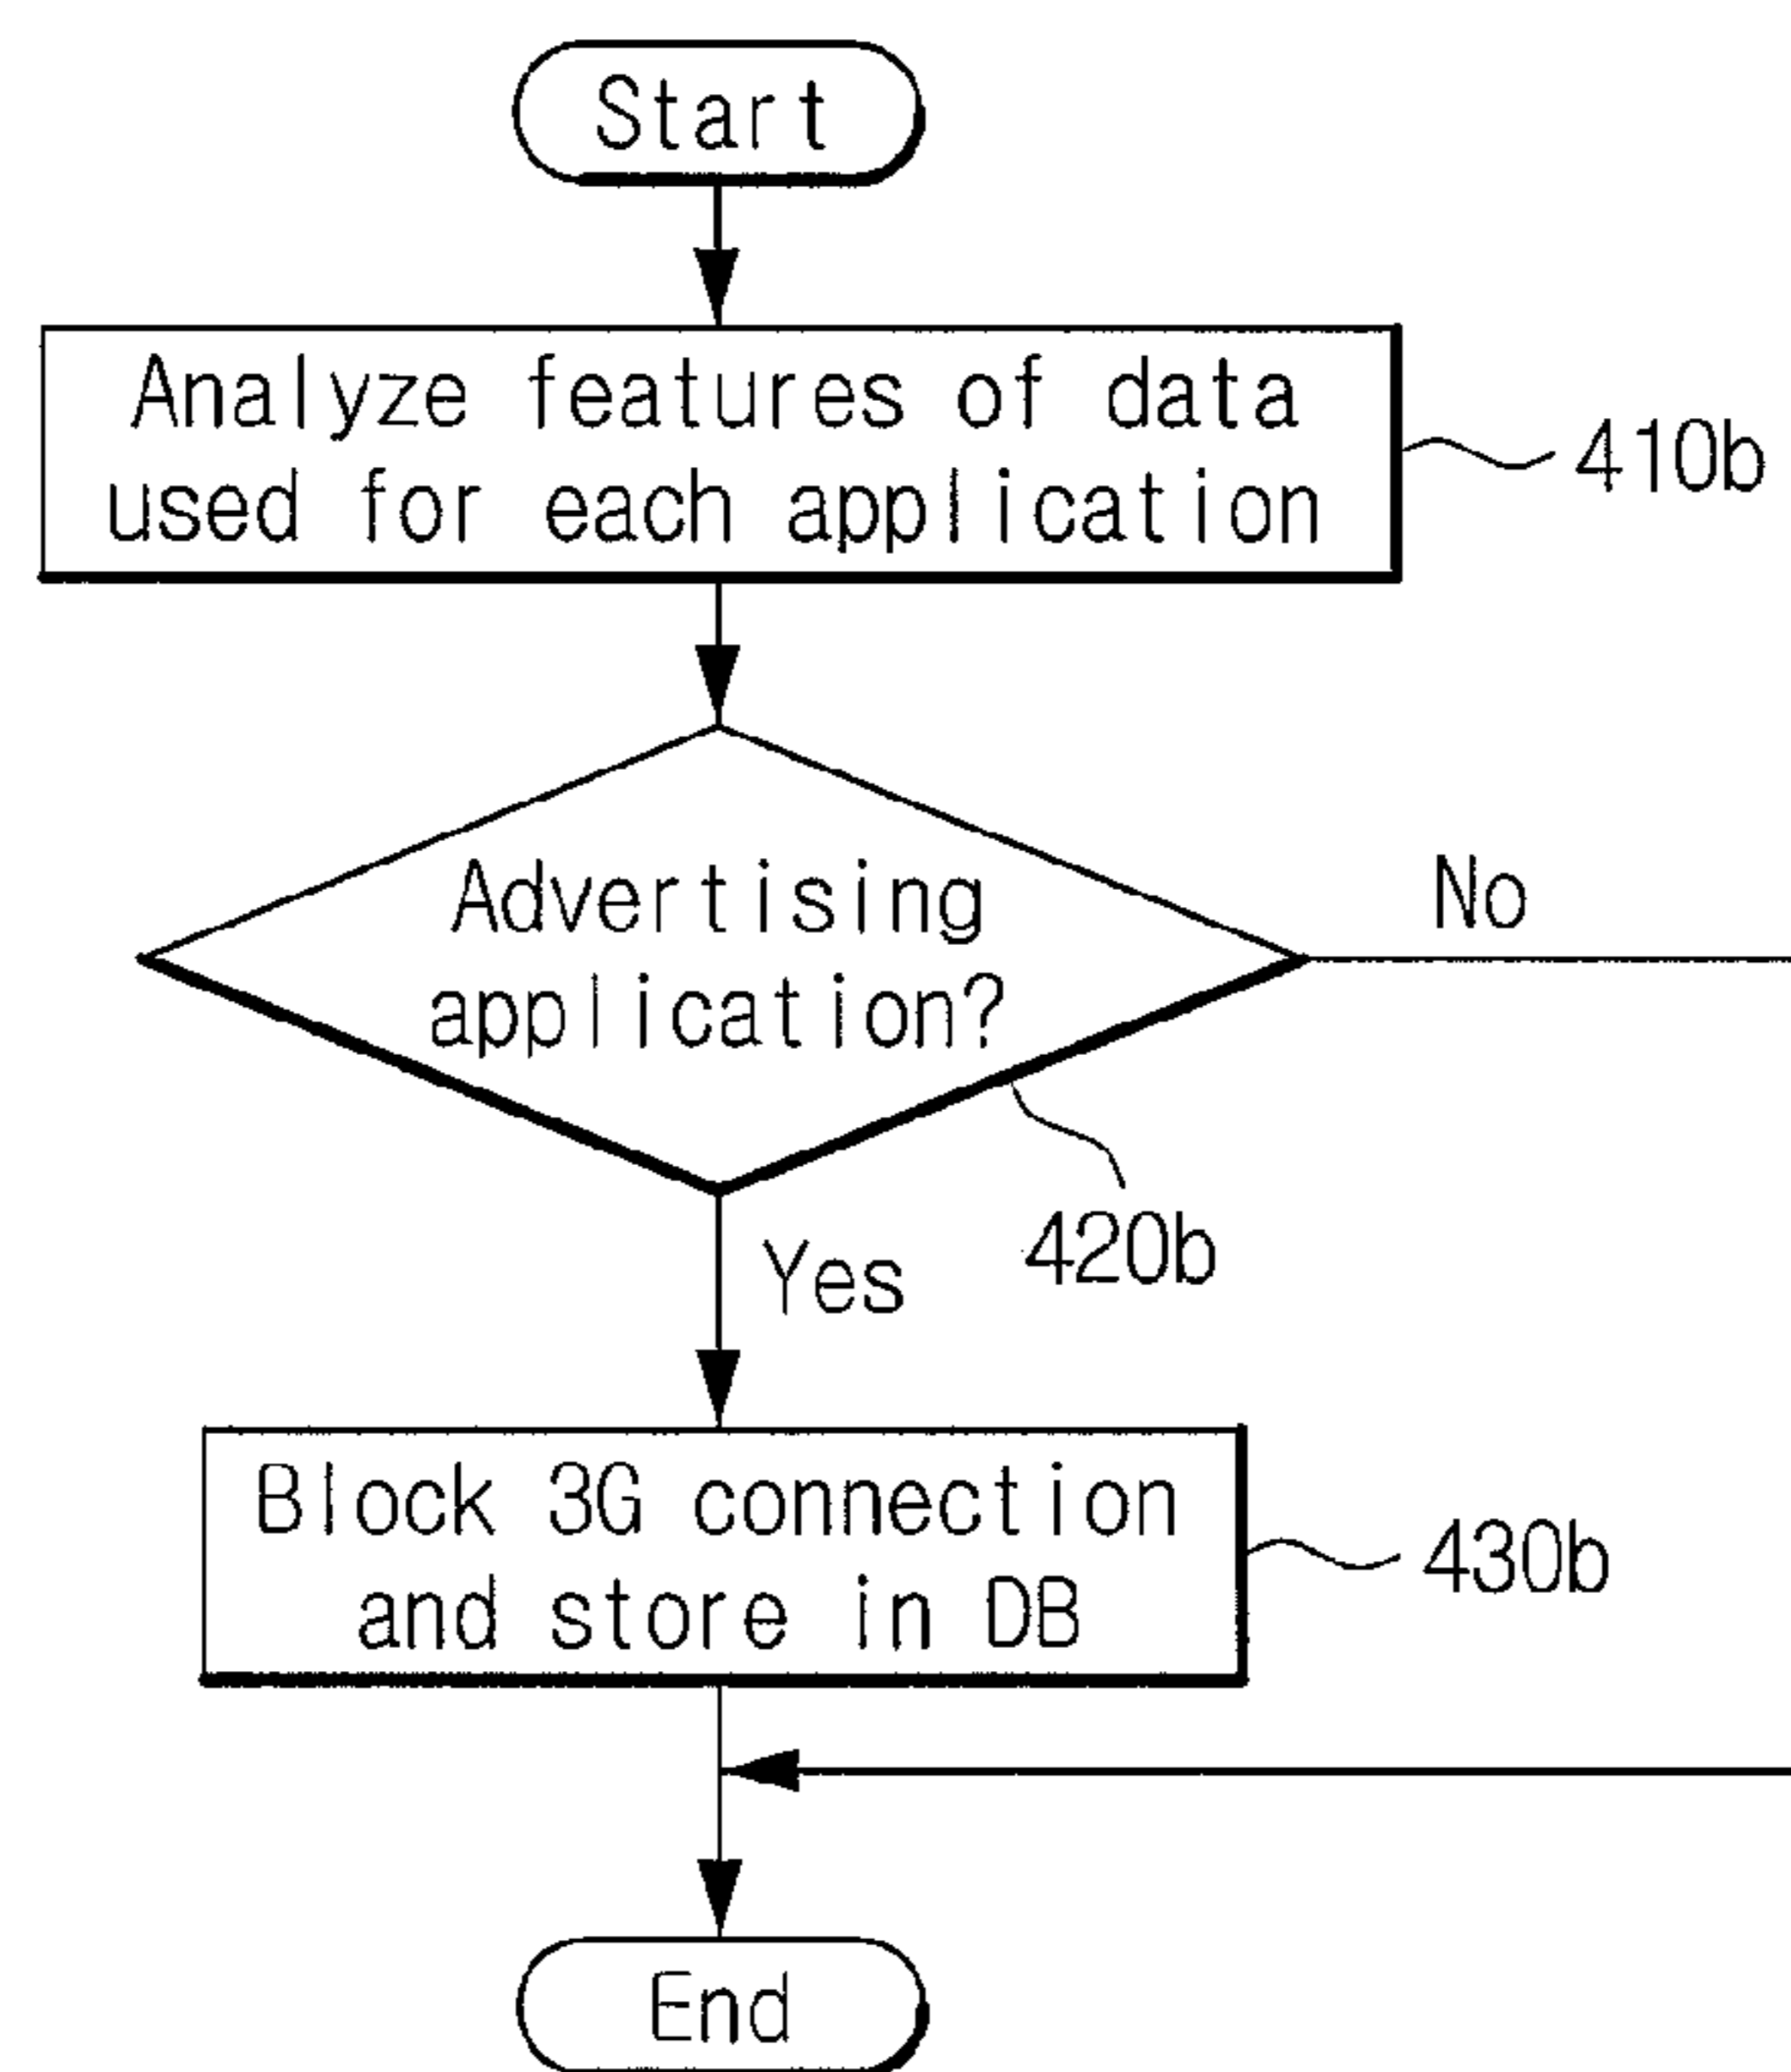 Start
Analyze features of data
used for each application
410b
Advertising
application?
No
420b
Yes
Block 3G connection
and store in DB
430b
End